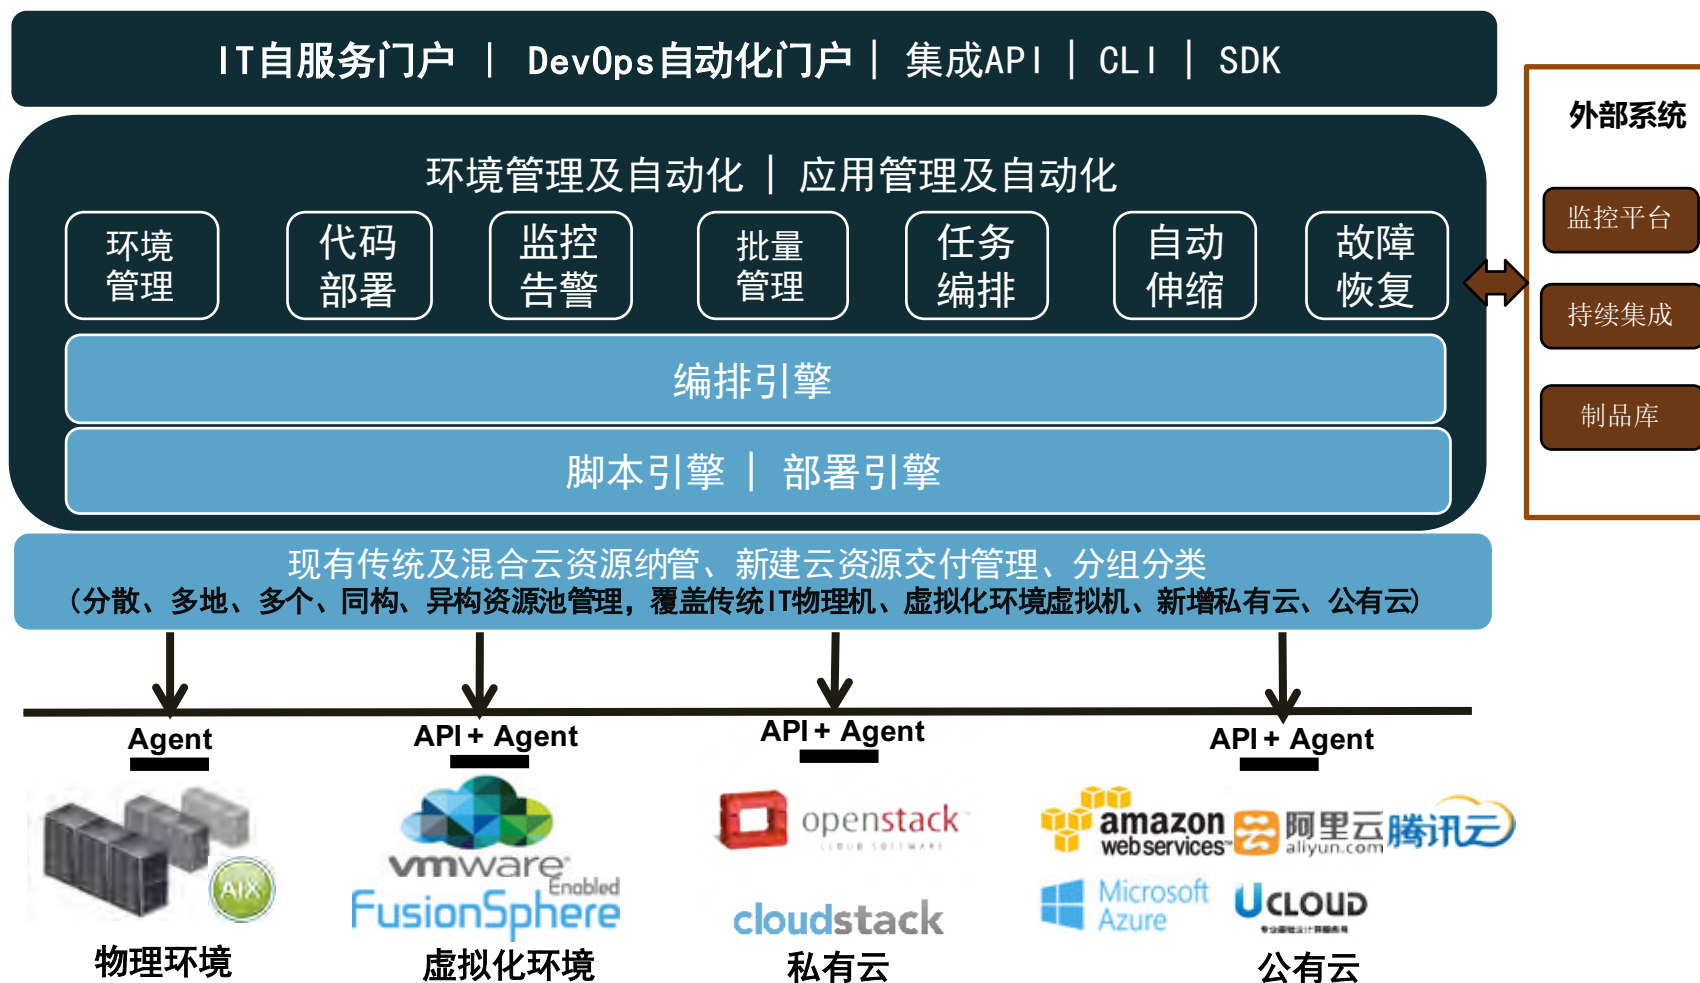 IT自服务门户 | DevOps自动化门户 | 集成API | CLI | SDK
外部系统
环境管理及自动化 | 应用管理及自动化
环境
管理
代码
部署
监控
告警
批量
管理
任务
编排
自动
伸缩
故障
恢复
监控平台
持续集成
制品库
编排引擎
脚本引擎 | 部署引擎
现有传统及混合云资源纳管、新建云资源交付管理、分组分类
(分散、多地、多个、同构、异构资源池管理，覆盖传统IT物理机、虚拟化环境虚拟机、新增私有云、公有云)
Agent
API + Agent
API + Agent
API + Agent
AIX
vmware
Enabled
FusionSphere
openstack
CLOUD SOFTWARE
cloudstack
amazon
webservices
阿里云
aliyun.com
腾讯云
Microsoft
Azure
UCLOUD
物理环境
虚拟化环境
私有云
公有云